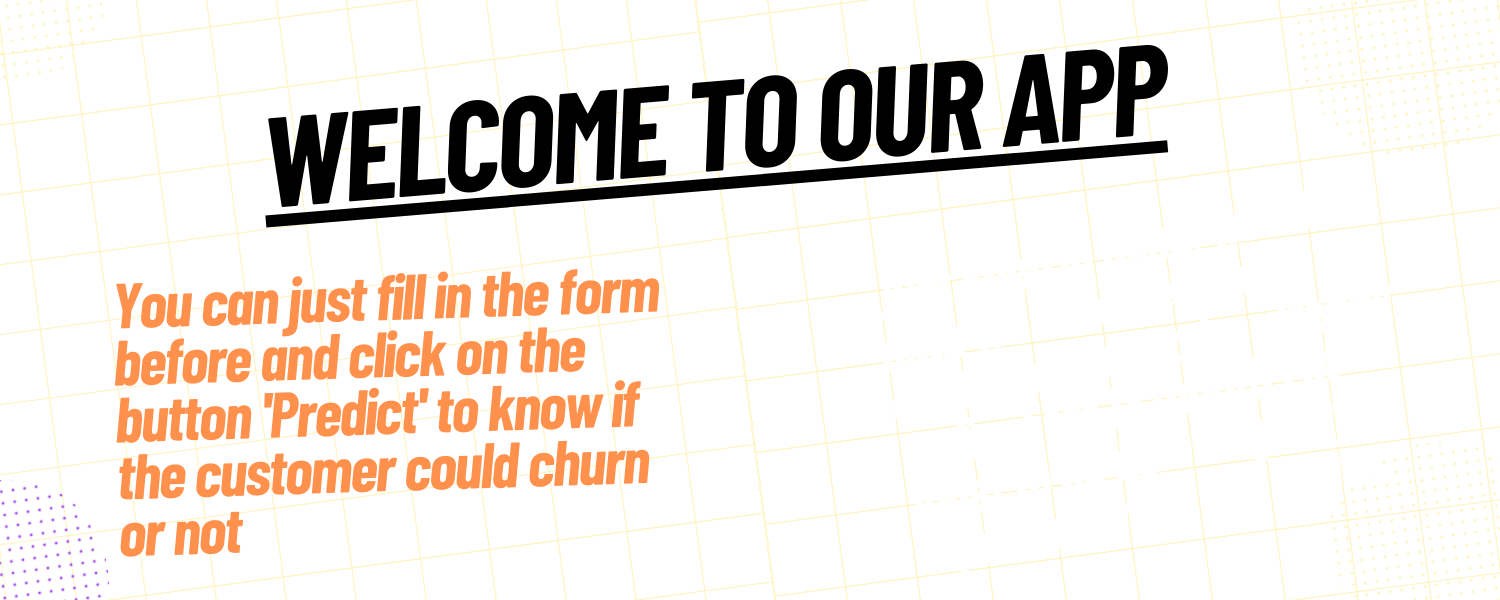 WELCOME TO OUR APP
You can just fill in the form
before and click on the
button 'Predict' to know if
the customer could churn
or not